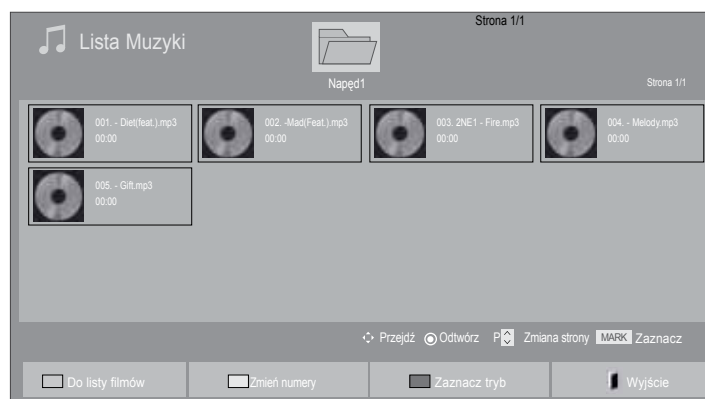 Strona 1/1
Lista Muzyki
Napęd1
Strona 1/1
001. - Diet(feat.).mp3
00:00
002. -Mad(Feat.).mp3
00:00
003. 2NE1 - Fire.mp3
00:00
004. - Melody.mp3
00:00
005. - Gift.mp3
00:00
Przejdź Odtwórz P Zmiana strony MARK Zaznacz
Do listy filmów
Zmień numery
Zaznacz tryb
Wyjście